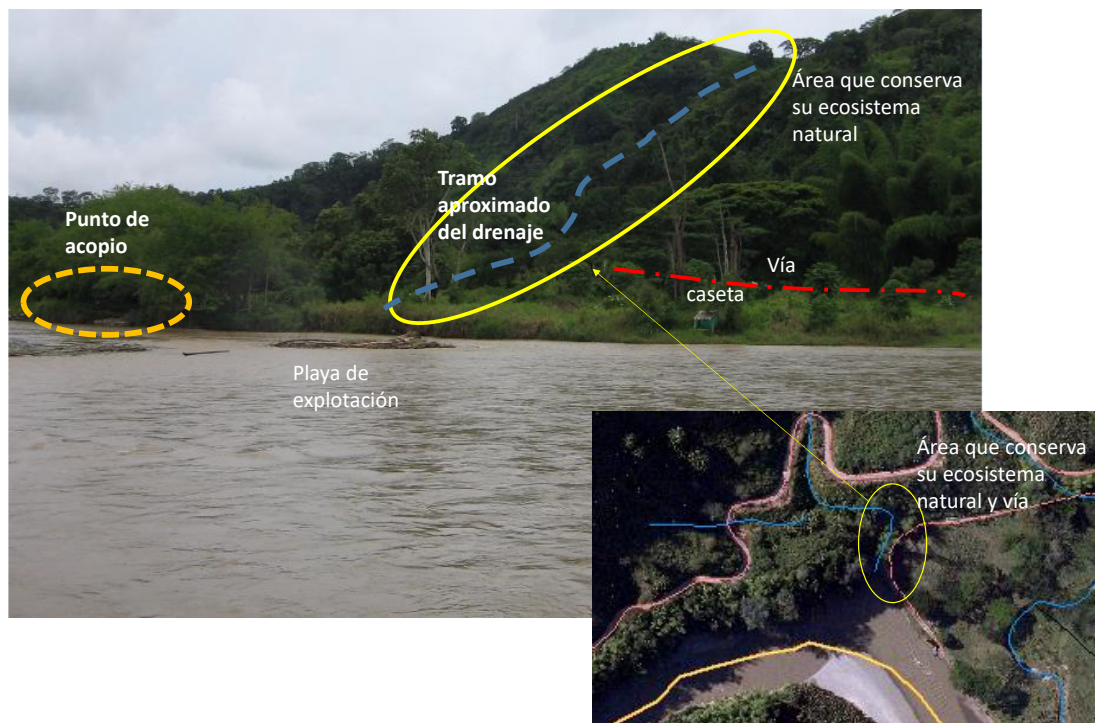 Área que conserva
su ecosistema
natural
Tramo
aproximado
del drenaje
Punto de
acopio
Vía
caseta
Playa de
explotación
Área que conserva
su ecosistema
natural y vía